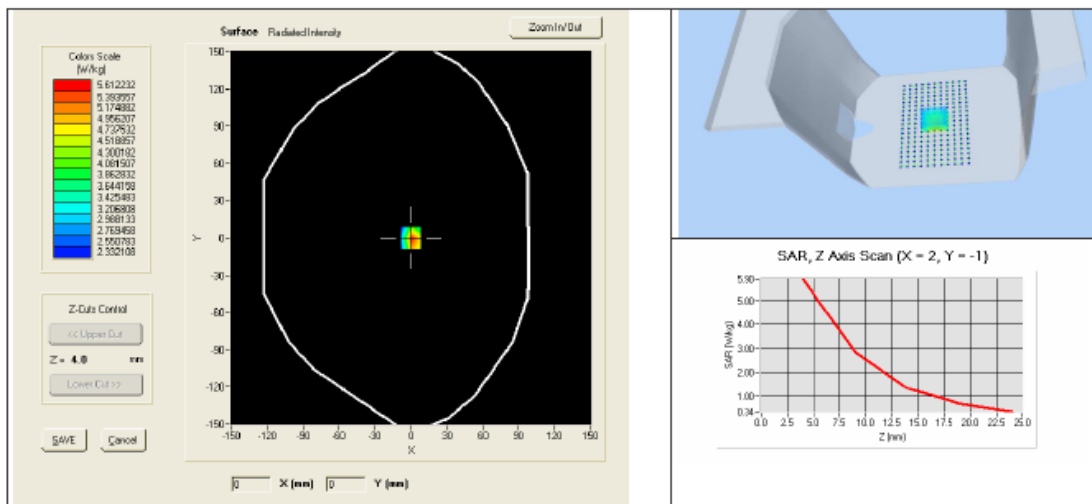 Surface Radiated Intensity
Zoom In/Out
Colors Scale
(W/kg)
5.612232
5.393557
5.174882
4.956207
4.737532
4.518857
4.300182
4.081507
3.862832
3.644158
3.425483
3.206808
2.988133
2.769458
2.550783
2.332108
Z-Cuts Control
<< Upper Cut
Z = 4.0 mm
Lower Cut >>
SAVE
Cancel
150
120
90
60
30
0
-30
-60
-90
-120
-150
Y
-150 -120 -90 -60 -30 0 30 60 90 120 150
X
0 X (mm) 0 Y (mm)
SAR, Z Axis Scan (X = 2, Y = -1)
SAR (W/kg)
5.90
5.00
4.00
3.00
2.00
1.00
0.34
0.0 2.5 5.0 7.5 10.0 12.5 15.0 17.5 20.0 22.5 25.0
Z (mm)